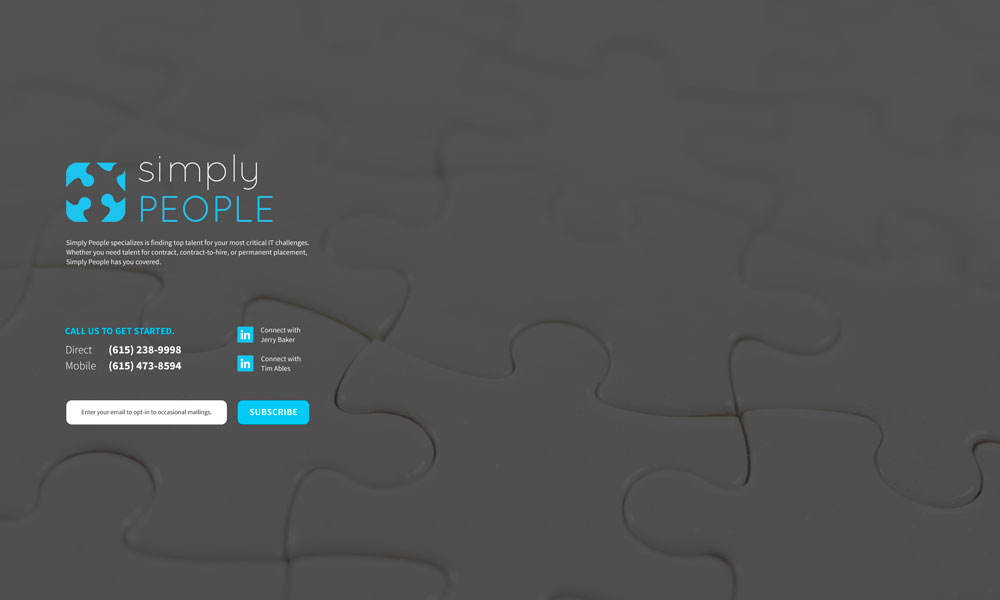 simply
PEOPLE
Simply People specializes is finding top talent for your most critical IT challenges.
Whether you need talent for contract, contract-to-hire, or permanent placement,
Simply People has you covered.
CALL US TO GET STARTED.
Direct (615) 238-9998
Mobile (615) 473-8594
in Connect with
Jerry Baker
in Connect with
Tim Ables
Enter your email to opt-in to occasional mailings.
SUBSCRIBE